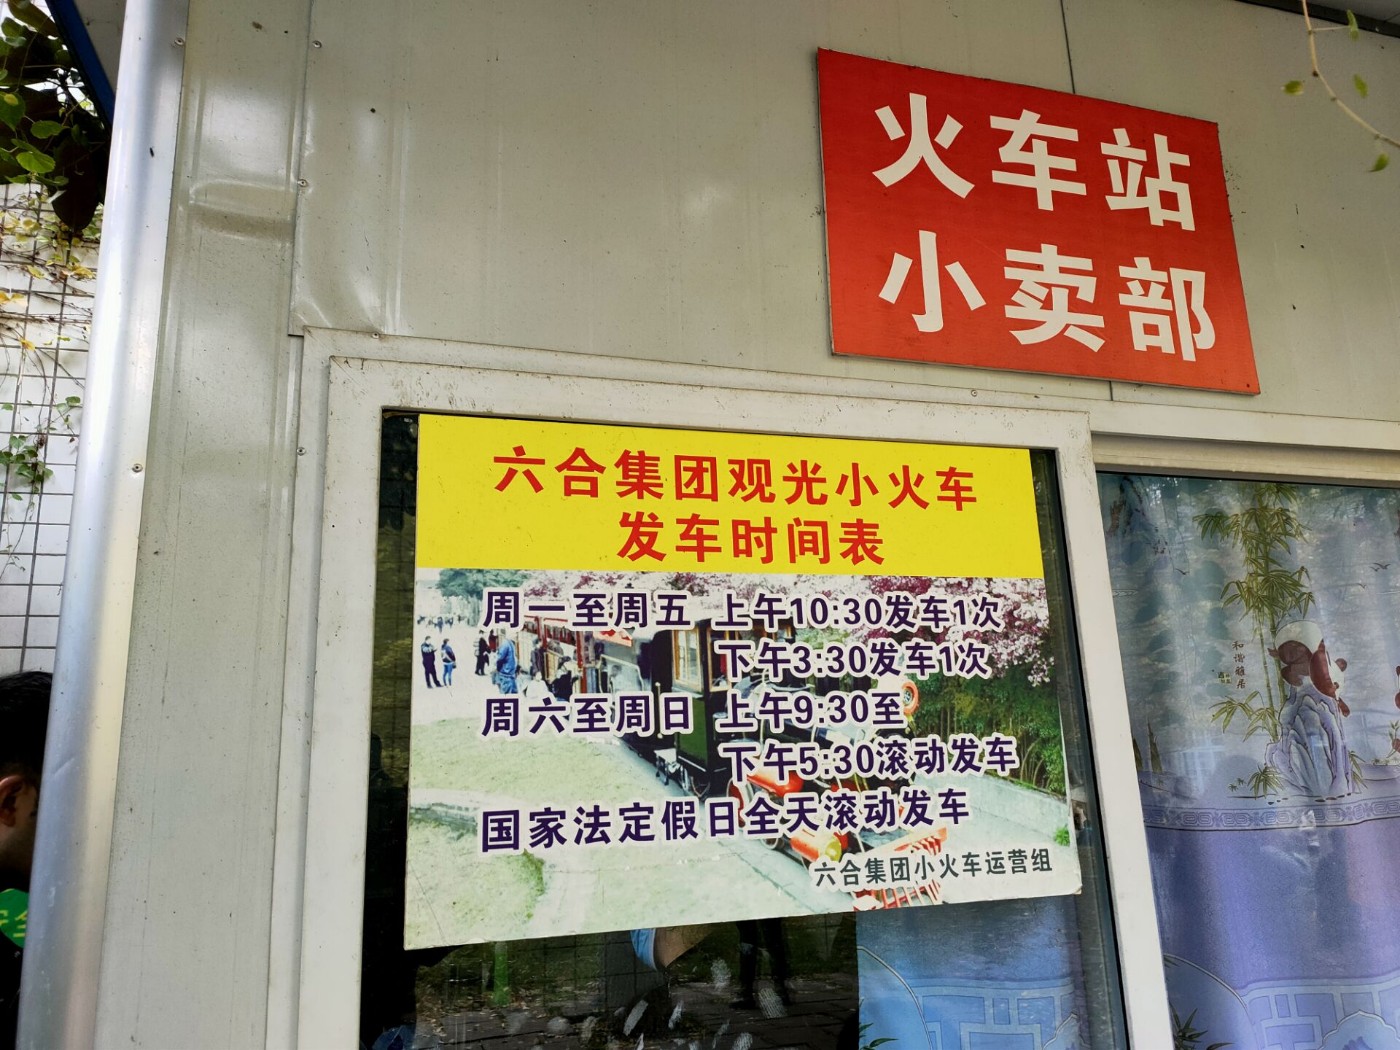 火车站
小卖部
六合集团观光小火车
发车时间表
周一至周五 上午10:30发车1次
下午3:30发车1次
周六至周日 上午9:30至
下午5:30滚动发车
国家法定假日全天滚动发车
六合集团小火车运营组
和谐雅居